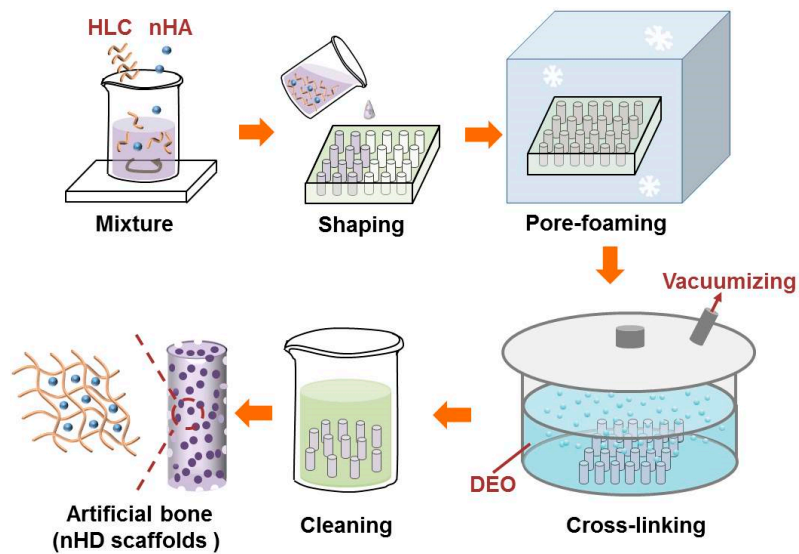 HLC nHA
Mixture
Shaping
Pore-foaming
Vacuumizing
DEO
Cross-linking
Cleaning
Artificial bone
(nHD scaffolds )